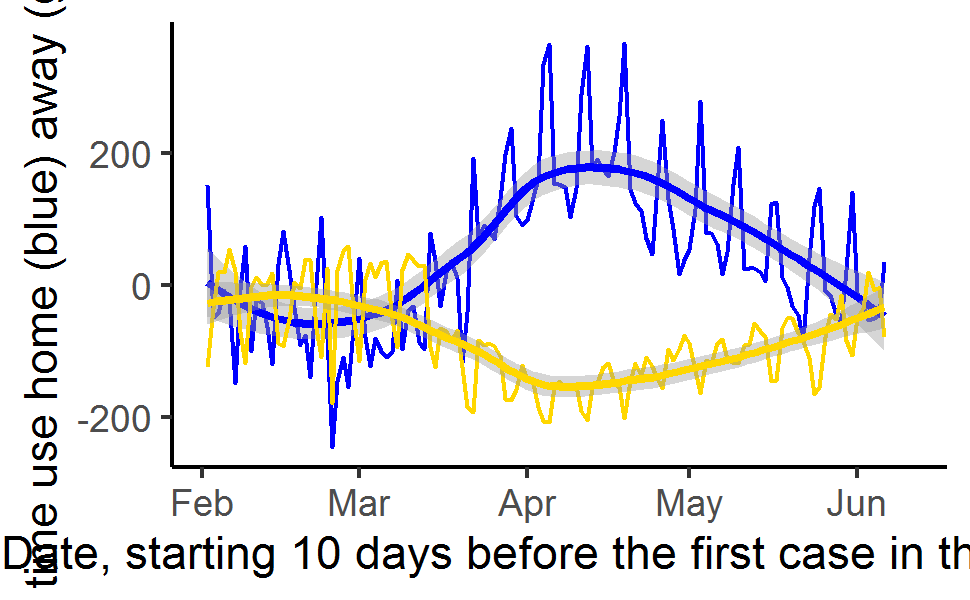 time use home (blue) away (
200
0
-200
Feb Mar Apr May Jun
Date, starting 10 days before the first case in th